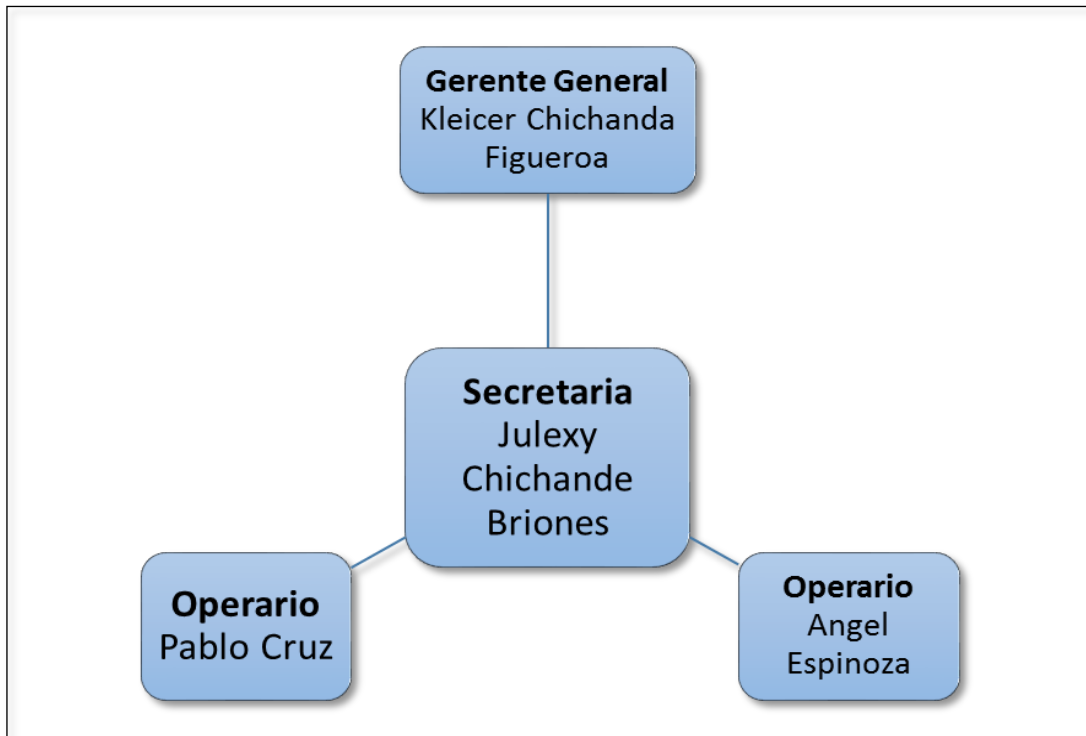 Gerente General
Kleicer Chichanda
Figueroa
Secretaria
Julexy
Chichande
Briones
Operario
Pablo Cruz
Operario
Angel
Espinoza